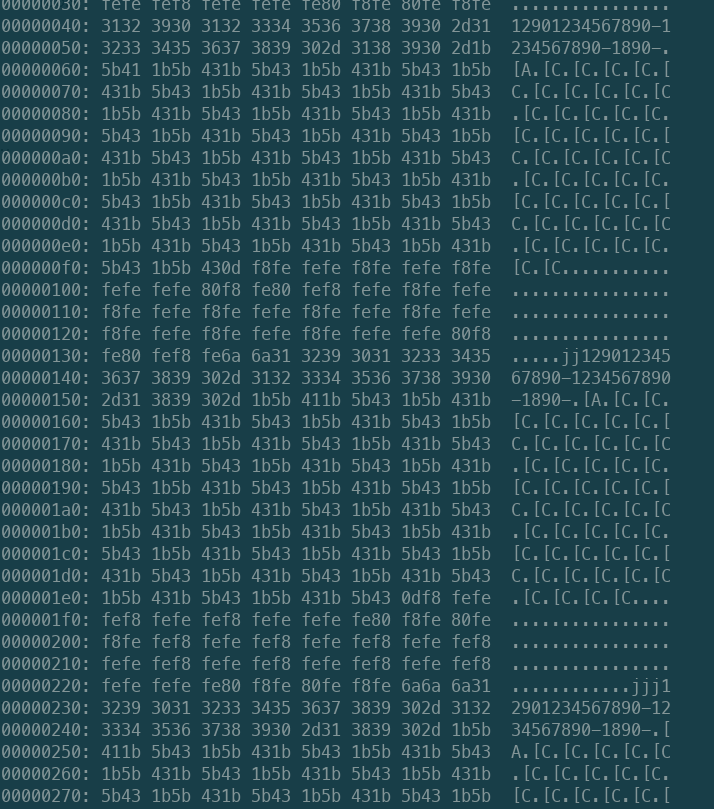 00000030: fefe fef8 fefe fefe fe80 f8fe 80fe f8fe  ................
00000040: 3132 3930 3132 3334 3536 3738 3930 2d31  12901234567890-1
00000050: 3233 3435 3637 3839 302d 3138 3930 2d1b  234567890-1890-.
00000060: 5b41 1b5b 431b 5b43 1b5b 431b 5b43 1b5b  [A.[C.[C.[C.[C.[
00000070: 431b 5b43 1b5b 431b 5b43 1b5b 431b 5b43  C.[C.[C.[C.[C.[C
00000080: 1b5b 431b 5b43 1b5b 431b 5b43 1b5b 431b  .[C.[C.[C.[C.[C.
00000090: 5b43 1b5b 431b 5b43 1b5b 431b 5b43 1b5b  [C.[C.[C.[C.[C.[
000000a0: 431b 5b43 1b5b 431b 5b43 1b5b 431b 5b43  C.[C.[C.[C.[C.[C
000000b0: 1b5b 431b 5b43 1b5b 431b 5b43 1b5b 431b  .[C.[C.[C.[C.[C.
000000c0: 5b43 1b5b 431b 5b43 1b5b 431b 5b43 1b5b  [C.[C.[C.[C.[C.[
000000d0: 431b 5b43 1b5b 431b 5b43 1b5b 431b 5b43  C.[C.[C.[C.[C.[C
000000e0: 1b5b 431b 5b43 1b5b 431b 5b43 1b5b 431b  .[C.[C.[C.[C.[C.
000000f0: 5b43 1b5b 430d f8fe fefe f8fe fefe f8fe  [C.[C...........
00000100: fefe fefe 80f8 fe80 fef8 fefe f8fe fefe  ................
00000110: f8fe fefe f8fe fefe f8fe fefe f8fe fefe  ................
00000120: f8fe fefe f8fe fefe f8fe fefe fefe 80f8  ................
00000130: fe80 fef8 fe6a 6a31 3239 3031 3233 3435  .....jj129012345
00000140: 3637 3839 302d 3132 3334 3536 3738 3930  67890-1234567890
00000150: 2d31 3839 302d 1b5b 411b 5b43 1b5b 431b  -1890-.[A.[C.[C.
00000160: 5b43 1b5b 431b 5b43 1b5b 431b 5b43 1b5b  [C.[C.[C.[C.[C.[
00000170: 431b 5b43 1b5b 431b 5b43 1b5b 431b 5b43  C.[C.[C.[C.[C.[C
00000180: 1b5b 431b 5b43 1b5b 431b 5b43 1b5b 431b  .[C.[C.[C.[C.[C.
00000190: 5b43 1b5b 431b 5b43 1b5b 431b 5b43 1b5b  [C.[C.[C.[C.[C.[
000001a0: 431b 5b43 1b5b 431b 5b43 1b5b 431b 5b43  C.[C.[C.[C.[C.[C
000001b0: 1b5b 431b 5b43 1b5b 431b 5b43 1b5b 431b  .[C.[C.[C.[C.[C.
000001c0: 5b43 1b5b 431b 5b43 1b5b 431b 5b43 1b5b  [C.[C.[C.[C.[C.[
000001d0: 431b 5b43 1b5b 431b 5b43 1b5b 431b 5b43  C.[C.[C.[C.[C.[C
000001e0: 1b5b 431b 5b43 1b5b 431b 5b43 0df8 fefe  .[C.[C.[C.[C....
000001f0: fef8 fefe fef8 fefe fefe fe80 f8fe 80fe  ................
00000200: f8fe fefe fef8 fefe fef8 fefe fefe fef8  ................
00000210: fefe fef8 fefe fef8 fefe fef8 fefe fef8  ................
00000220: fefe fefe fe80 f8fe 80fe f8fe 6a6a 6a31  ............jjj1
00000230: 3239 3031 3233 3435 3637 3839 302d 3132  2901234567890-12
00000240: 3334 3536 3738 3930 2d31 3839 302d 1b5b  34567890-1890-.[
00000250: 411b 5b43 1b5b 431b 5b43 1b5b 431b 5b43  A.[C.[C.[C.[C.[C
00000260: 1b5b 431b 5b43 1b5b 431b 5b43 1b5b 431b  .[C.[C.[C.[C.[C.
00000270: 5b43 1b5b 431b 5b43 1b5b 431b 5b43 1b5b  [C.[C.[C.[C.[C.[